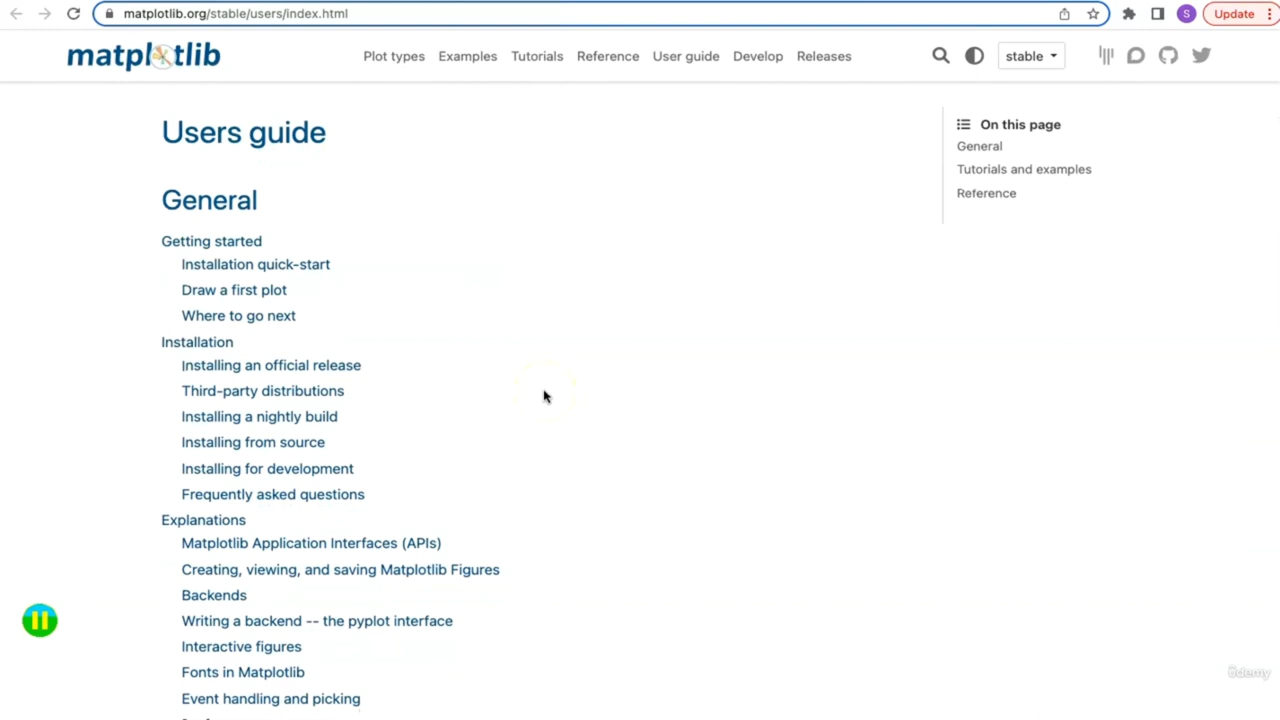 matplotlib.org/stable/users/index.html
S
Update
matplotlib
Plot types Examples Tutorials Reference User guide Develop Releases
stable
Users guide
On this page
General
Tutorials and examples
Reference
General
Getting started
Installation quick-start
Draw a first plot
Where to go next
Installation
Installing an official release
Third-party distributions
Installing a nightly build
Installing from source
Installing for development
Frequently asked questions
Explanations
Matplotlib Application Interfaces (APIs)
Creating, viewing, and saving Matplotlib Figures
Backends
Writing a backend -- the pyplot interface
Interactive figures
Fonts in Matplotlib
Event handling and picking
ûdemy